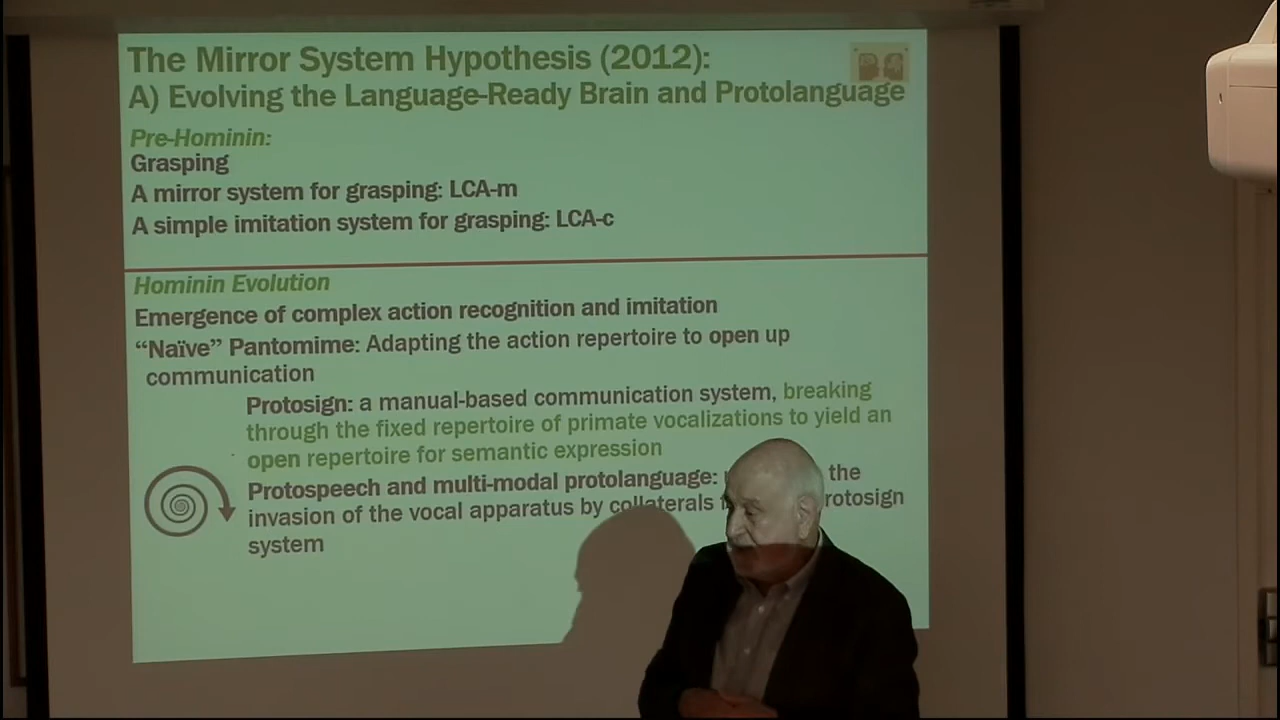 The Mirror System Hypothesis (2012):
A) Evolving the Language-Ready Brain and Protolanguage
Pre-Hominin:
Grasping
A mirror system for grasping: LCA-m
A simple imitation system for grasping: LCA-c
Hominin Evolution
Emergence of complex action recognition and imitation
“Naïve” Pantomime: Adapting the action repertoire to open up
communication
Protosign: a manual-based communication system, breaking
through the fixed repertoire of primate vocalizations to yield an
open repertoire for semantic expression
Protospeech and multi-modal protolanguage: the
invasion of the vocal apparatus by collaterals rotosign
system